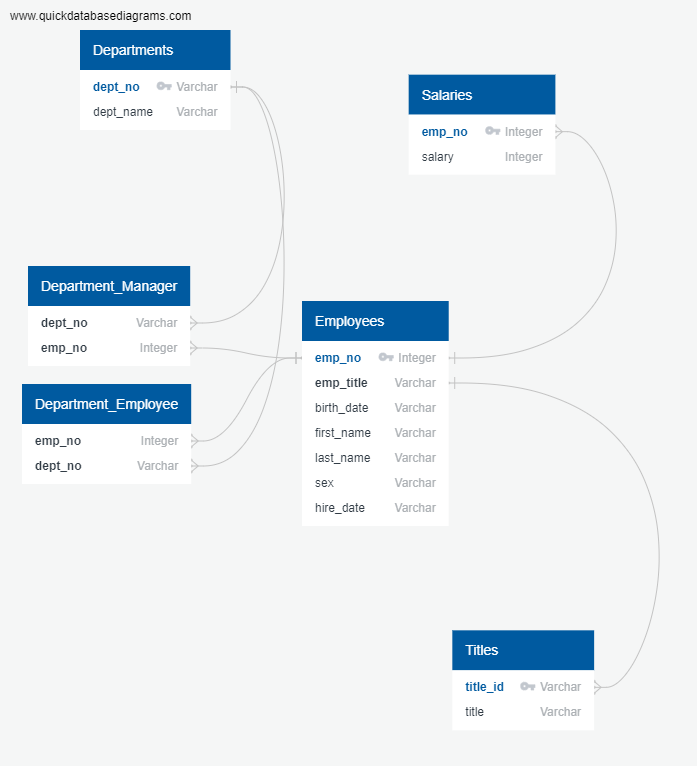 www.quickdatabasediagrams.com
Departments
dept_no Varchar
dept_name Varchar
Salaries
emp_no Integer
salary Integer
Department_Manager
dept_no Varchar
emp_no Integer
Employees
emp_no Integer
emp_title Varchar
birth_date Varchar
first_name Varchar
last_name Varchar
sex Varchar
hire_date Varchar
Department_Employee
emp_no Integer
dept_no Varchar
Titles
title_id Varchar
title Varchar